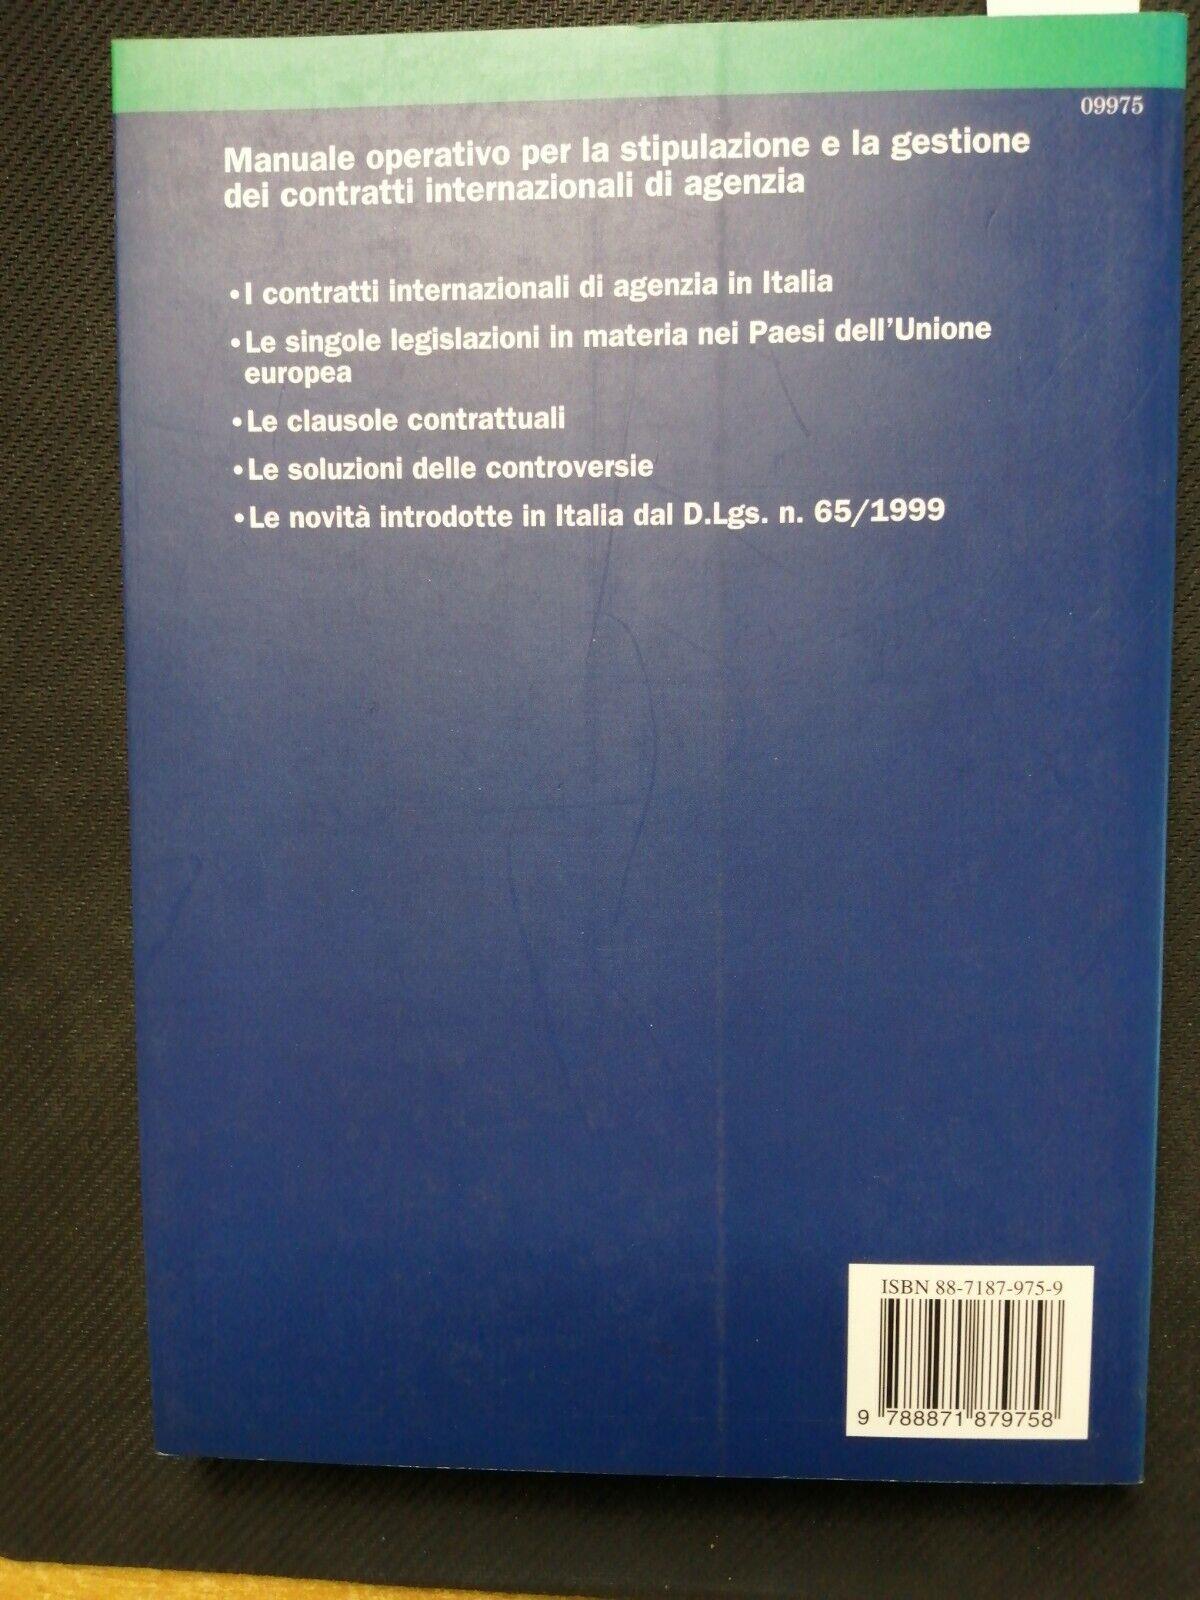 09975
Manuale operativo per la stipulazione e la gestione
dei contratti internazionali di agenzia
•I contratti internazionali di agenzia in Italia
•Le singole legislazioni in materia nei Paesi dell'Unione
europea
•Le clausole contrattuali
•Le soluzioni delle controversie
•Le novità introdotte in Italia dal D.Lgs. n. 65/1999
ISBN 88-7187-975-9
9 788871 879758